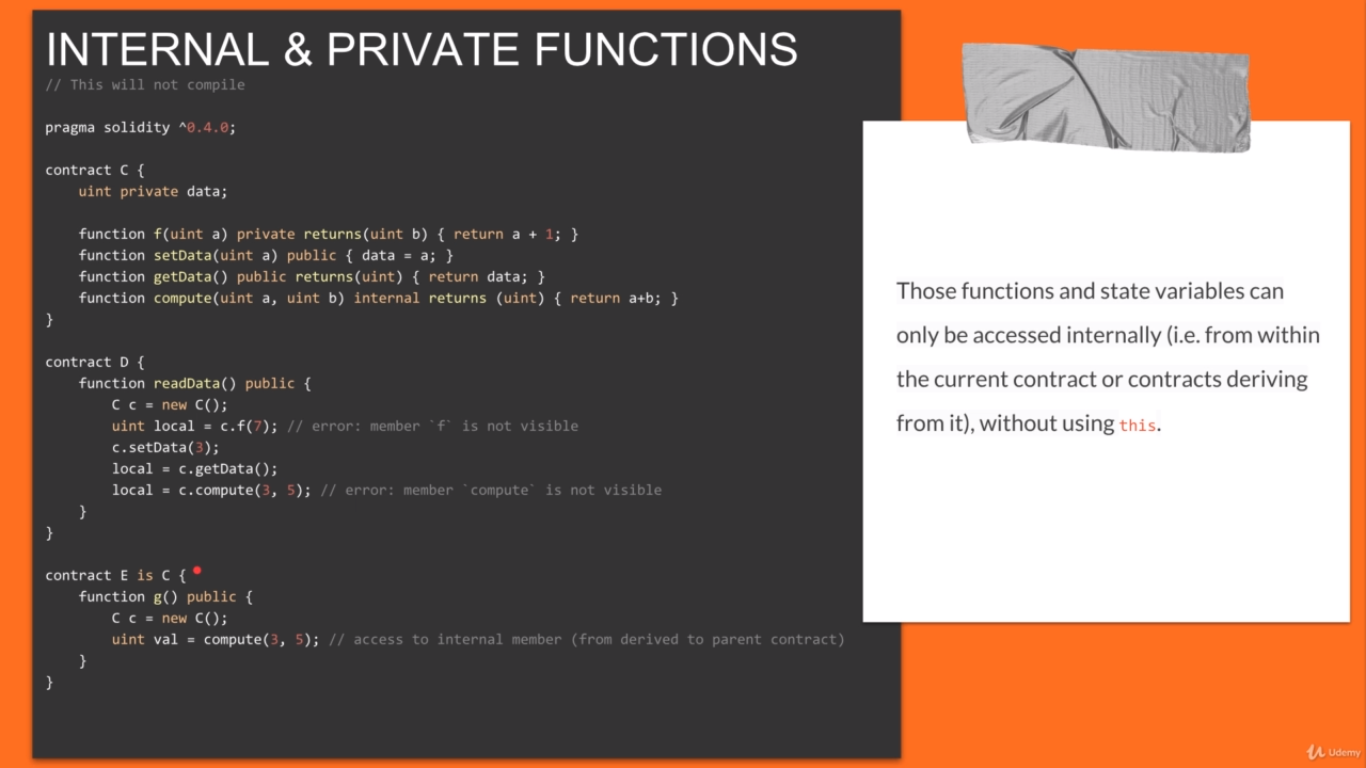 INTERNAL & PRIVATE FUNCTIONS
// This will not compile
pragma solidity ^0.4.0;
contract C {
    uint private data;
    function f(uint a) private returns(uint b) { return a + 1; }
    function setData(uint a) public { data = a; }
    function getData() public returns(uint) { return data; }
    function compute(uint a, uint b) internal returns (uint) { return a+b; }
}
contract D {
    function readData() public {
        C c = new C();
        uint local = c.f(7); // error: member `f` is not visible
        c.setData(3);
        local = c.getData();
        local = c.compute(3, 5); // error: member `compute` is not visible
    }
}
contract E is C {
    function g() public {
        C c = new C();
        uint val = compute(3, 5); // access to internal member (from derived to parent contract)
    }
}
Those functions and state variables can
only be accessed internally (i.e. from within
the current contract or contracts deriving
from it), without using this.
Udemy